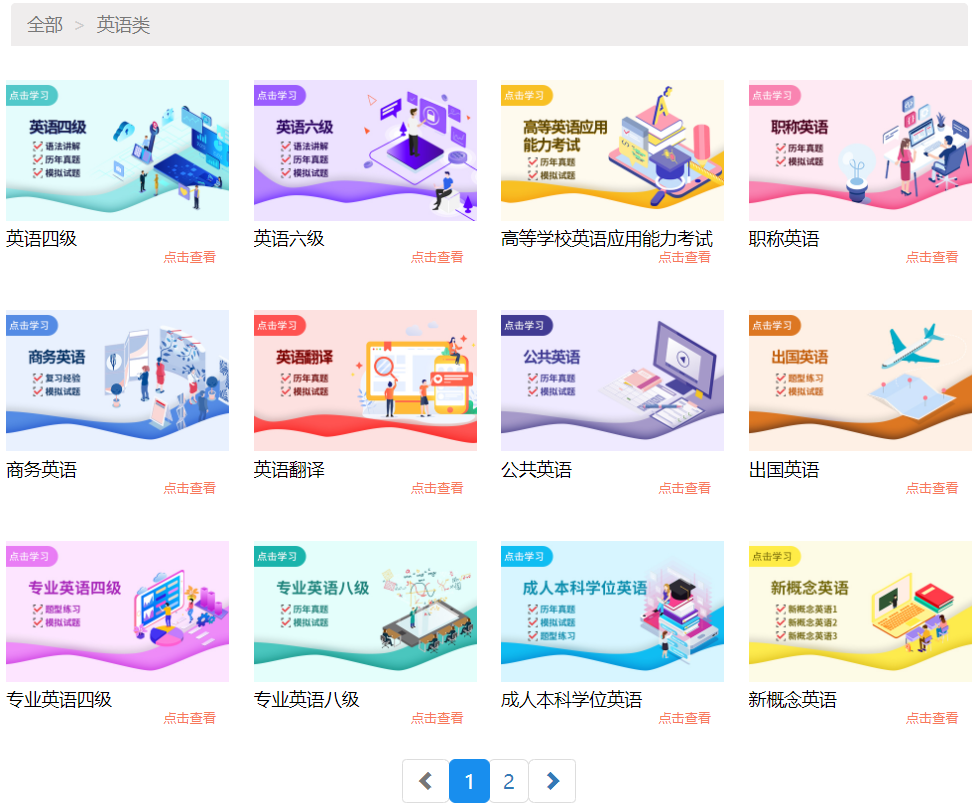 全部 > 英语类
点击学习
英语四级
语法讲解
历年真题
模拟试题
英语四级
点击查看
点击学习
英语六级
语法讲解
历年真题
模拟试题
英语六级
点击查看
点击学习
高等英语应用
能力考试
历年真题
模拟试题
高等学校英语应用能力考试
点击查看
点击学习
职称英语
历年真题
模拟试题
职称英语
点击查看
点击学习
商务英语
复习经验
模拟试题
商务英语
点击查看
点击学习
英语翻译
历年真题
模拟试题
英语翻译
点击查看
点击学习
公共英语
历年真题
模拟试题
公共英语
点击查看
点击学习
出国英语
题型练习
模拟试题
出国英语
点击查看
点击学习
专业英语四级
题型练习
模拟试题
专业英语四级
点击查看
点击学习
专业英语八级
历年真题
模拟试题
专业英语八级
点击查看
点击学习
成人本科学位英语
历年真题
模拟试题
题型练习
成人本科学位英语
点击查看
点击学习
新概念英语
新概念英语1
新概念英语2
新概念英语3
新概念英语
点击查看
1 2